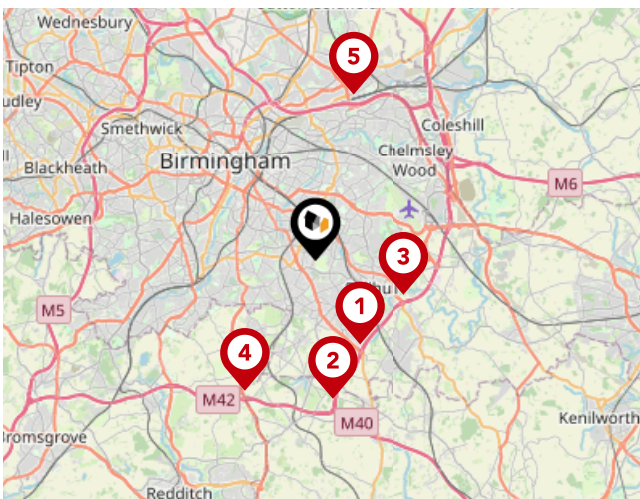 Wednesbury
5
Tipton
udley
Smethwick
Coleshill
Birmingham
Chelmsley
Wood
Blackheath
M6
Halesowen
3
M5
1
4
2
M42
M40
Kenilworth
Bromsgrove
Redditch